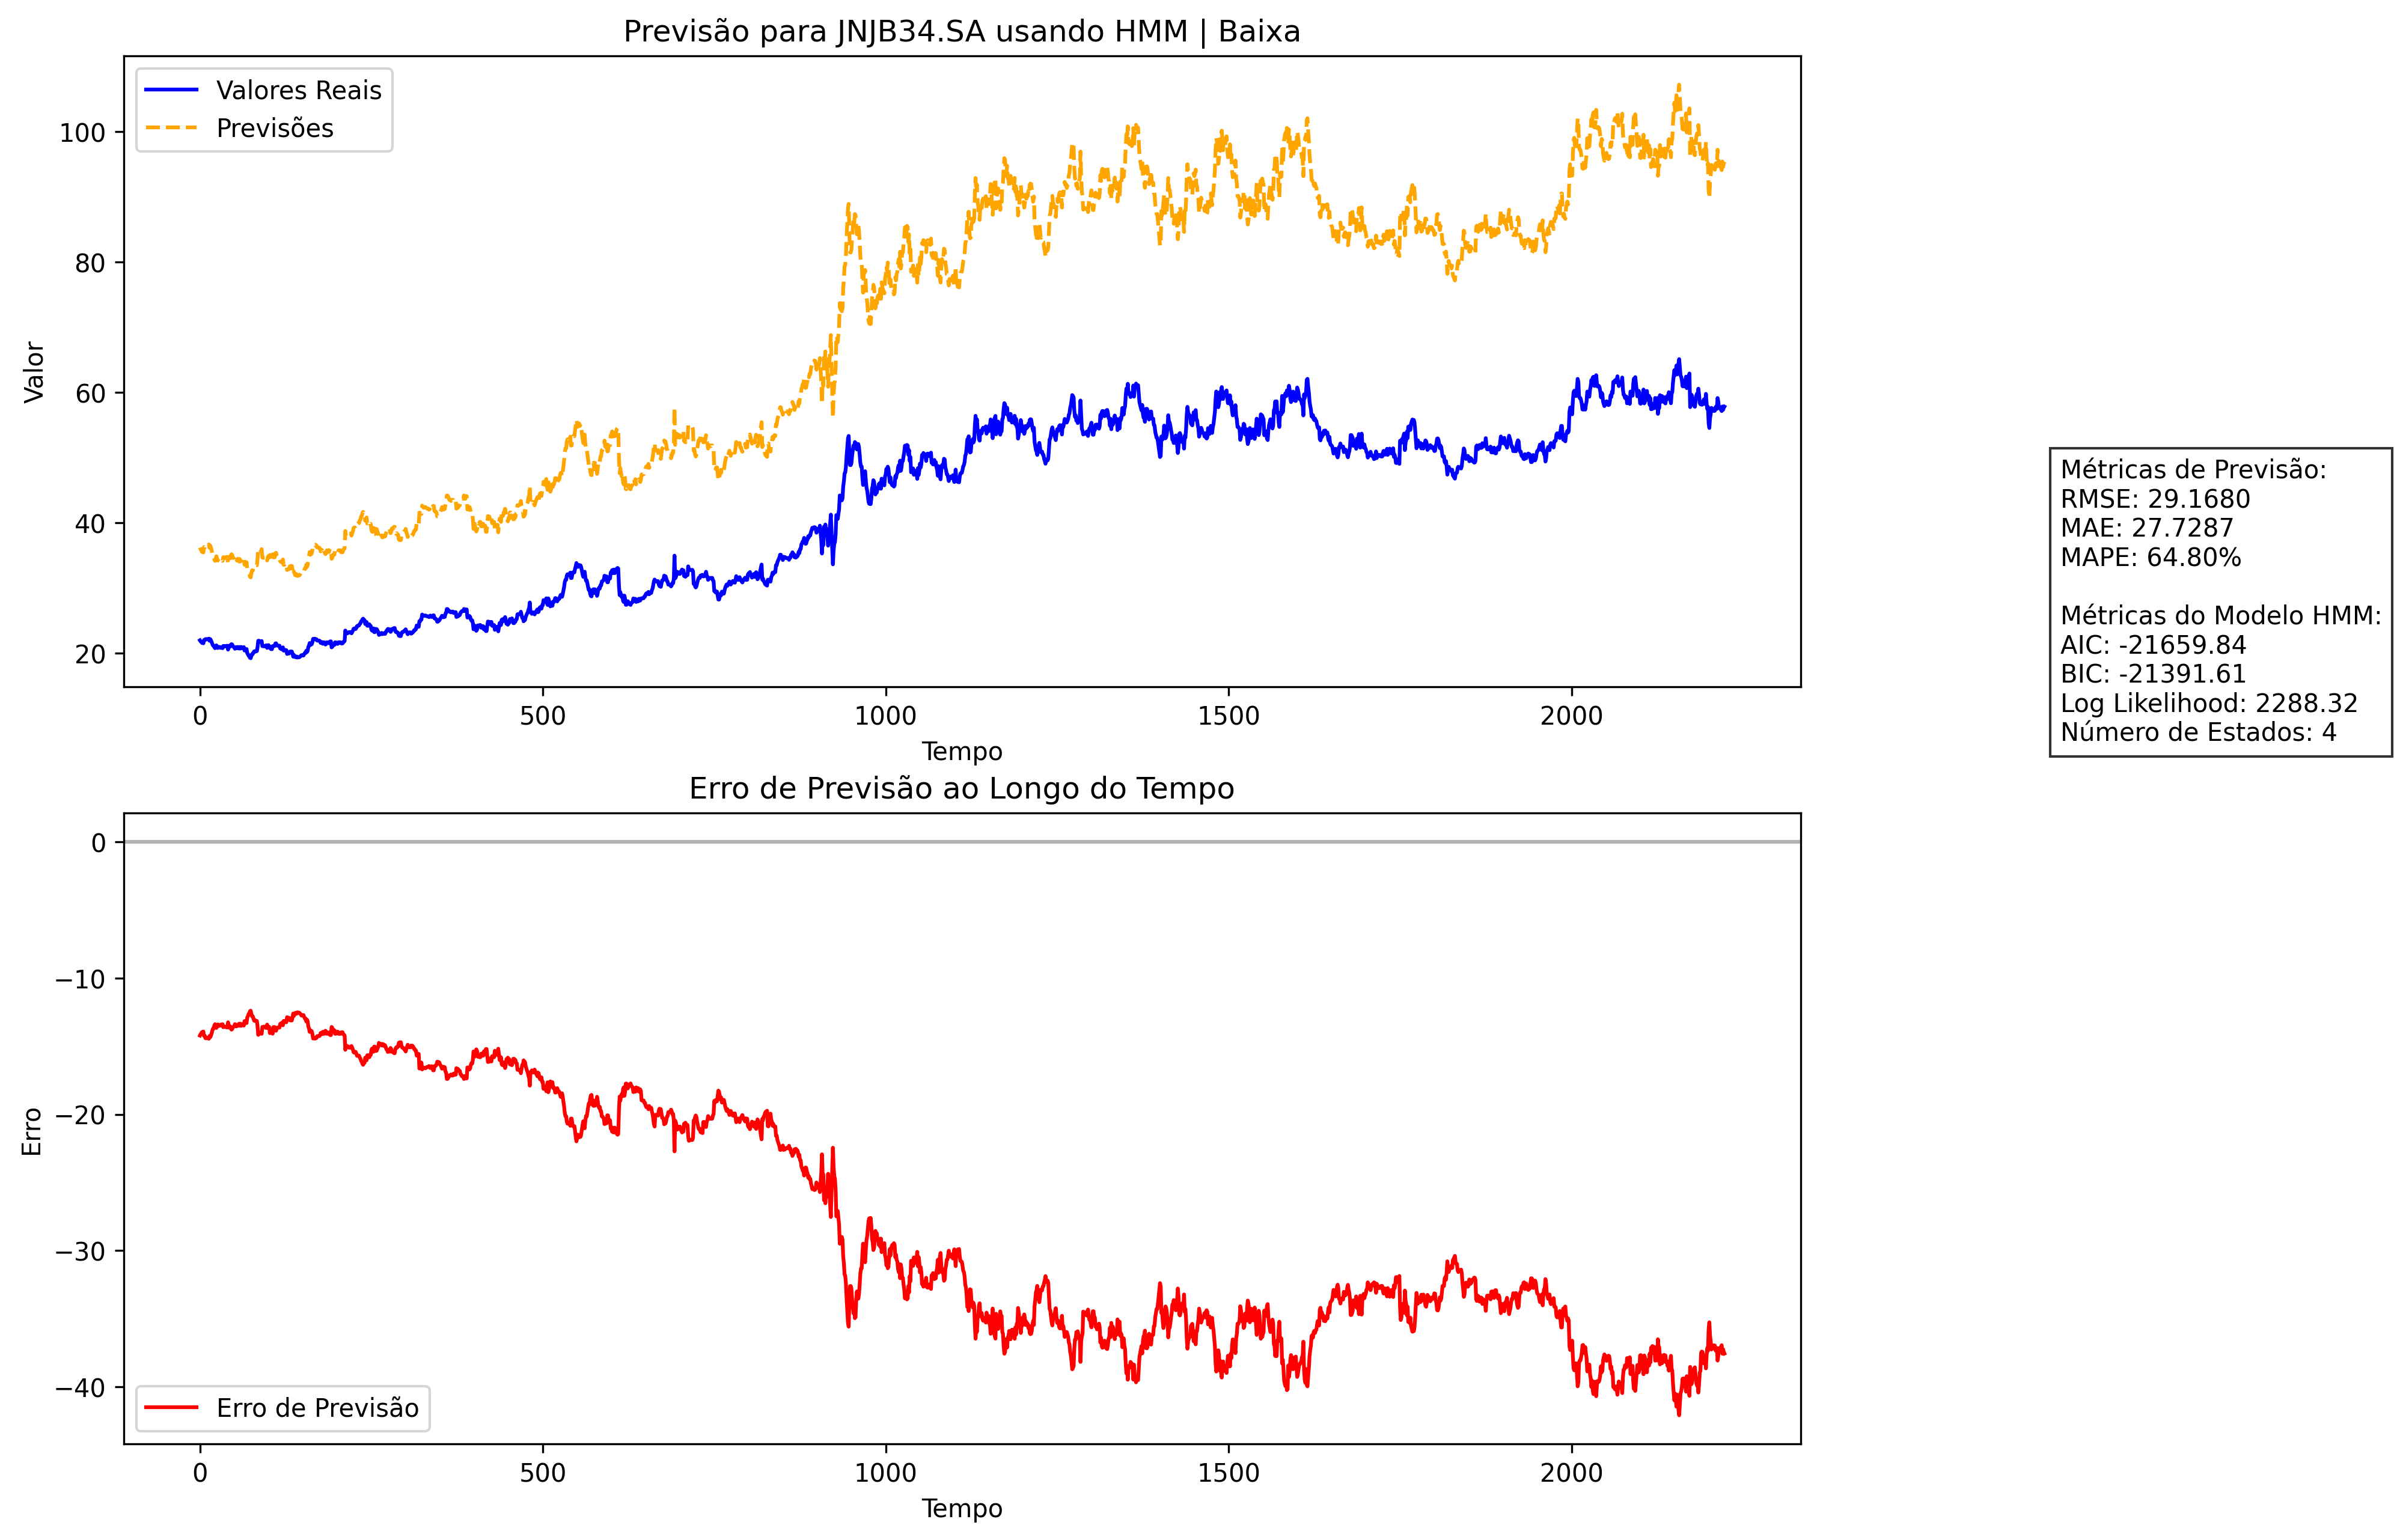 Previsão para JNJB34.SA usando HMM | Baixa
Valores Reais
Previsões
Valor
100
80
60
40
20
0
500
1000
1500
2000
Tempo
Métricas de Previsão:
RMSE: 29.1680
MAE: 27.7287
MAPE: 64.80%
Métricas do Modelo HMM:
AIC: -21659.84
BIC: -21391.61
Log Likelihood: 2288.32
Número de Estados: 4
Erro de Previsão ao Longo do Tempo
Erro
0
−10
−20
−30
−40
Erro de Previsão
0
500
1000
1500
2000
Tempo